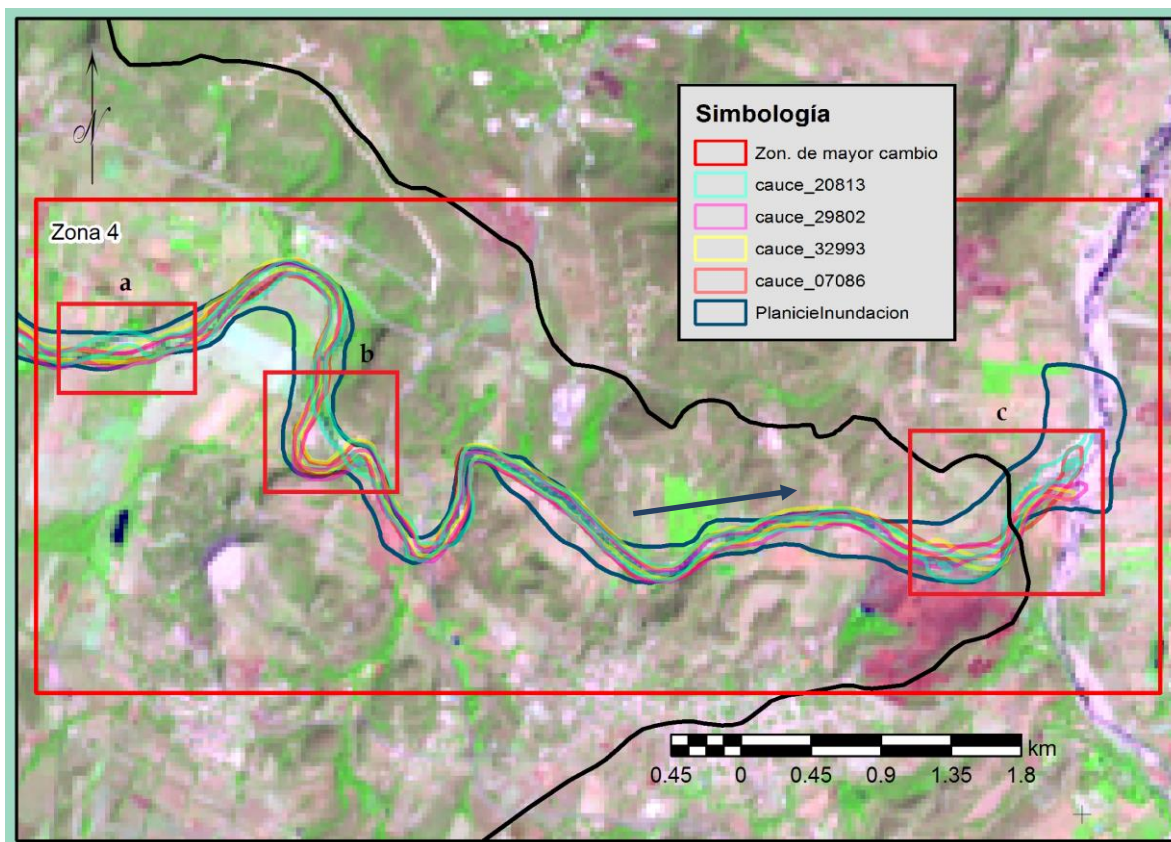 N
Simbología
Zon. de mayor cambio
cauce_20813
cauce_29802
cauce_32993
cauce_07086
PlanicieInundacion
Zona 4
a
b
c
km
0.45 0 0.45 0.9 1.35 1.8